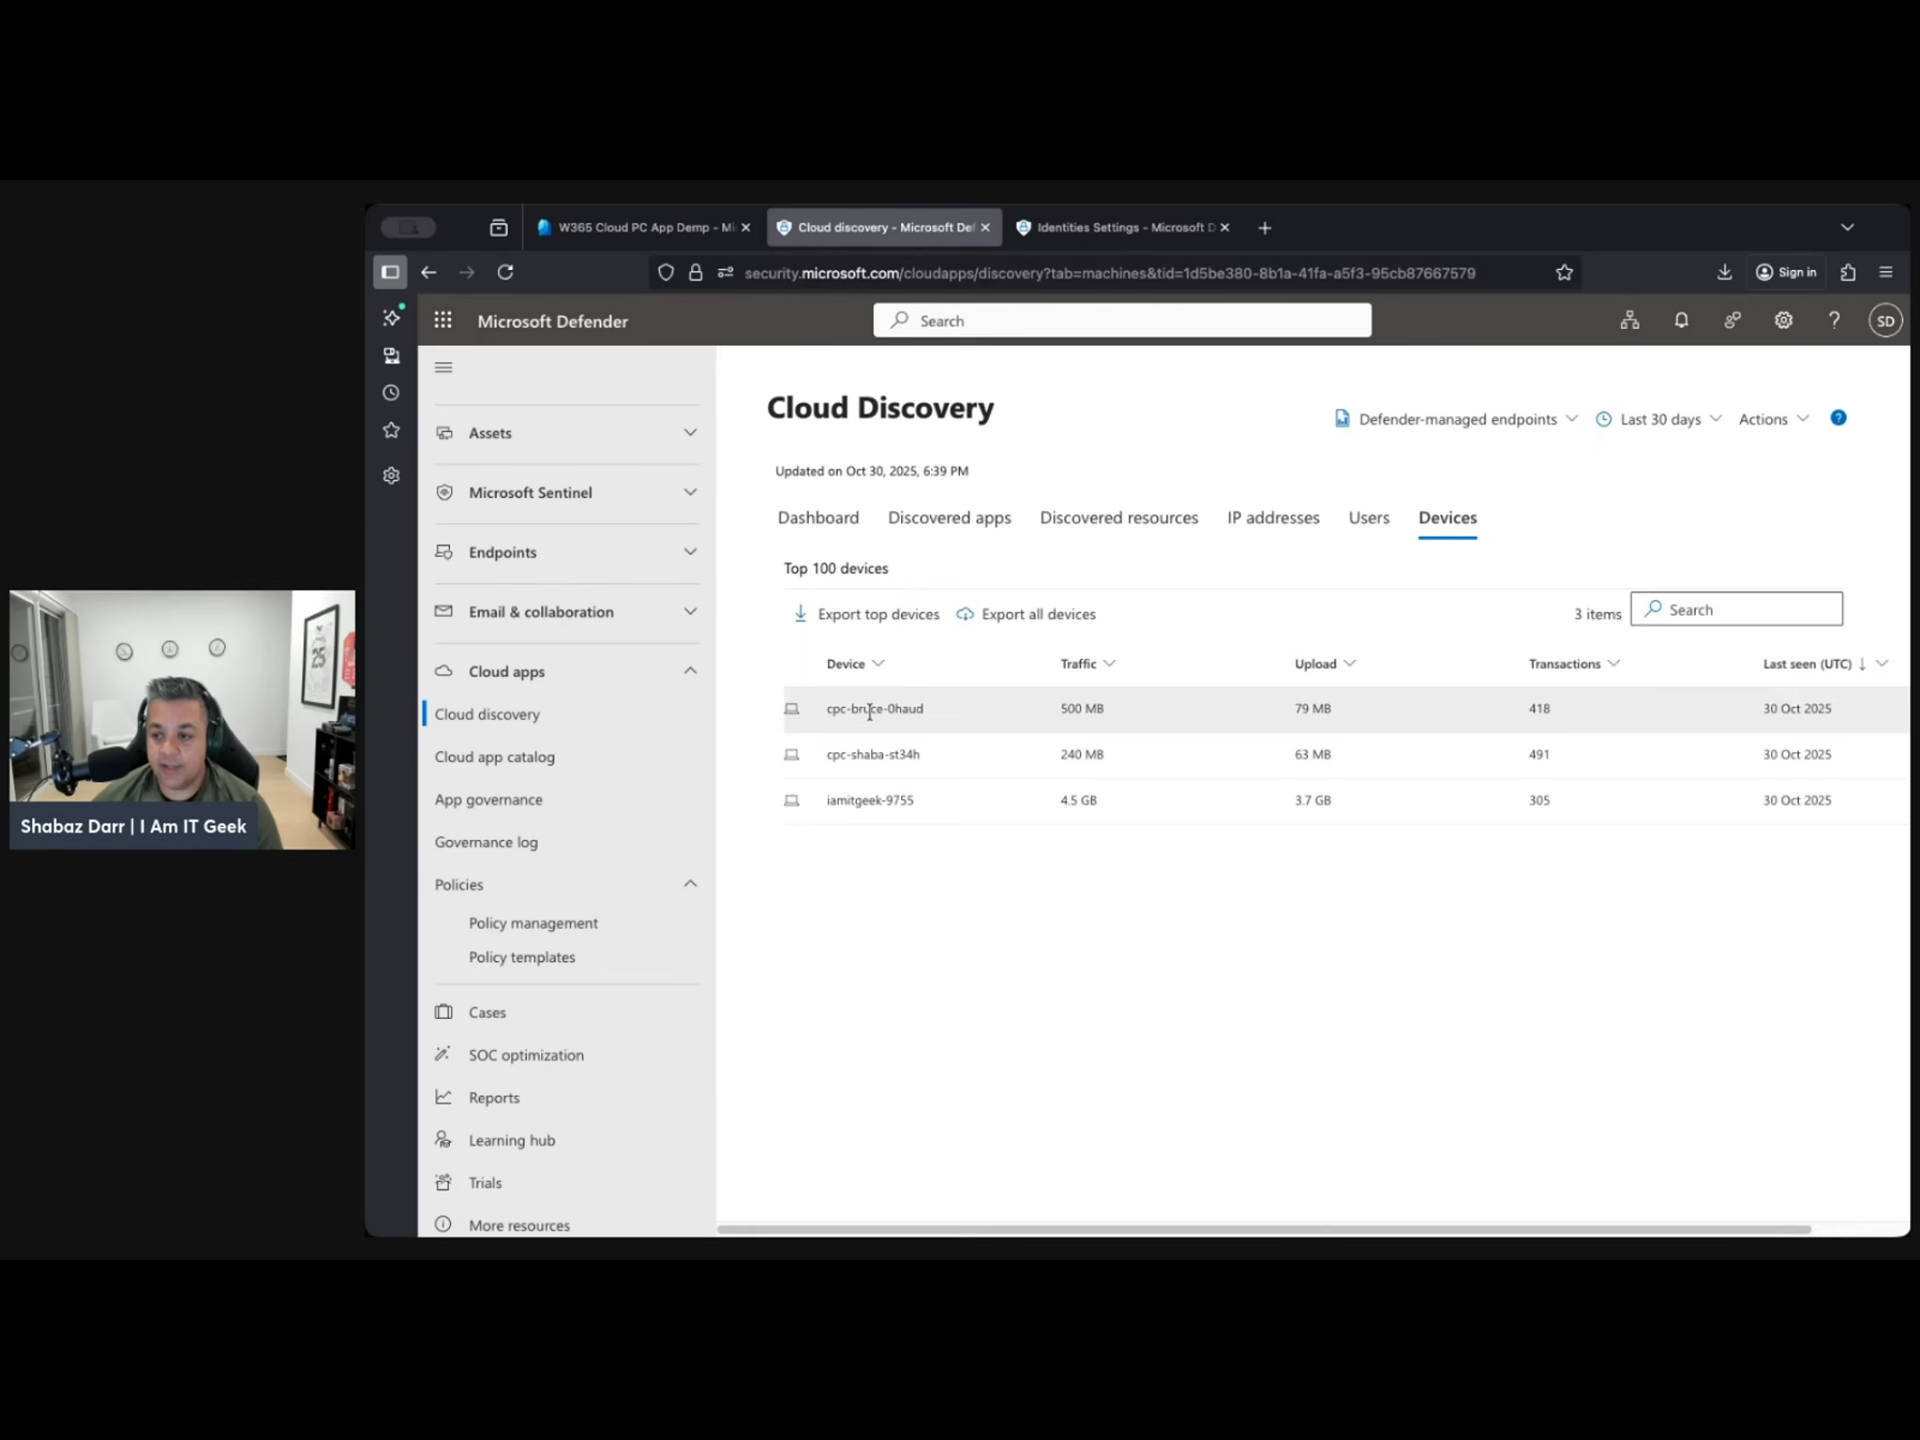 W365 Cloud PC App Demp - Mi
Cloud discovery - Microsoft Def
Identities Settings - Microsoft D
security.microsoft.com/cloudapps/discovery?tab=machines&tid=1d5be380-8b1a-41fa-a5f3-95cb87667579
Sign in
Microsoft Defender
Search
SD
Assets
Microsoft Sentinel
Endpoints
Email & collaboration
Cloud apps
Cloud discovery
Cloud app catalog
App governance
Governance log
Policies
Policy management
Policy templates
Cases
SOC optimization
Reports
Learning hub
Trials
More resources
Cloud Discovery
Defender-managed endpoints
Last 30 days
Actions
Updated on Oct 30, 2025, 6:39 PM
Dashboard Discovered apps Discovered resources IP addresses Users Devices
Top 100 devices
Export top devices Export all devices 3 items Search
Device Traffic Upload Transactions Last seen (UTC)
cpc-bruce-0haud 500 MB 79 MB 418 30 Oct 2025
cpc-shaba-st34h 240 MB 63 MB 491 30 Oct 2025
iamitgeek-9755 4.5 GB 3.7 GB 305 30 Oct 2025
25
Shabaz Darr | I Am IT Geek